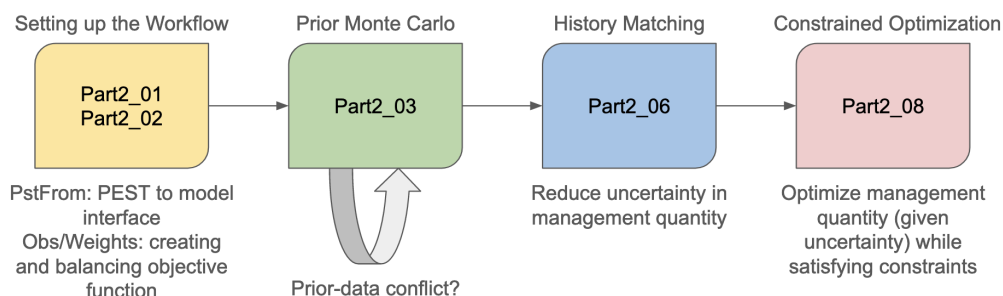 Setting up the Workflow
Part2_01
Part2_02
PstFrom: PEST to model
interface
Obs/Weights: creating
and balancing objective
function
Prior Monte Carlo
Part2_03
Prior-data conflict?
History Matching
Part2_06
Reduce uncertainty in
management quantity
Constrained Optimization
Part2_08
Optimize management
quantity (given
uncertainty) while
satisfying constraints